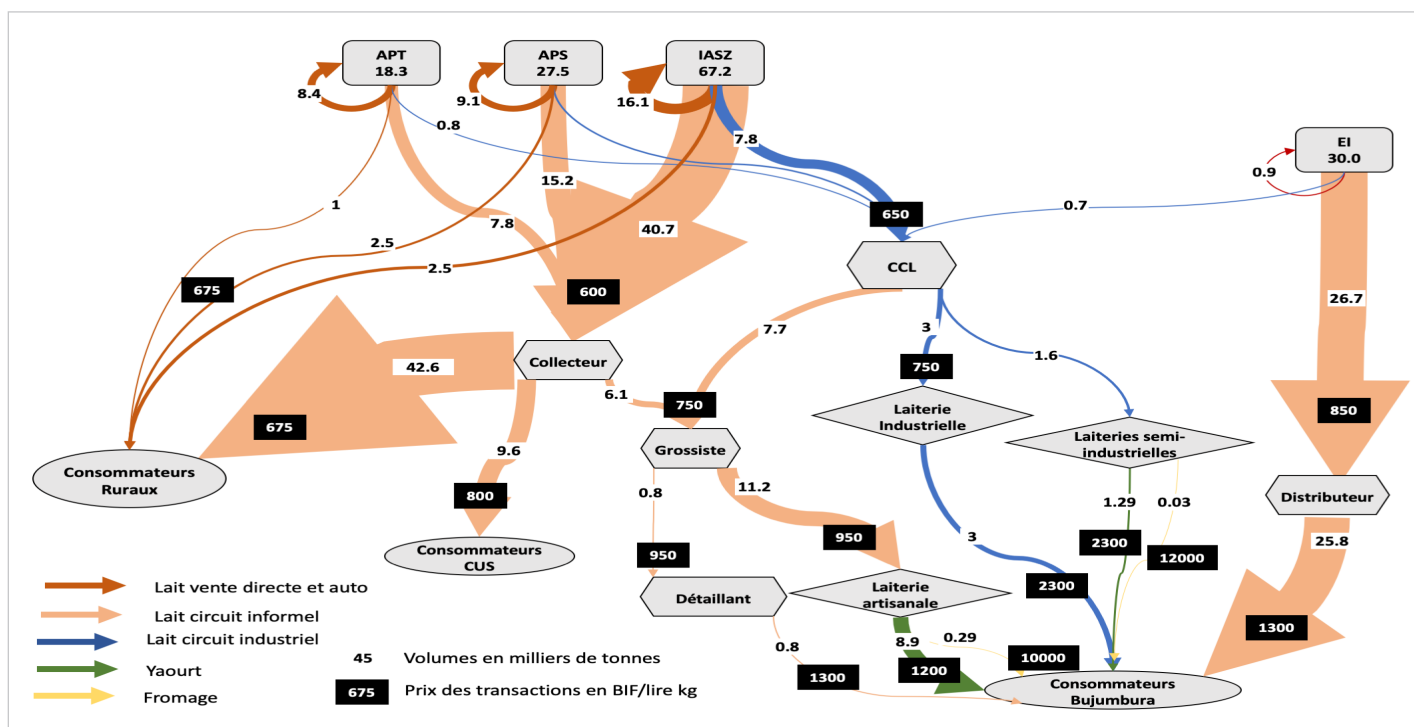 APT
18.3
APS
27.5
IASZ
67.2
EI
30.0
8.4
9.1
16.1
0.8
7.8
0.9
15.2
1
7.8
40.7
650
0.7
2.5
2.5
675
600
CCL
26.7
7.7
3
1.6
42.6
Collecteur
6.1
750
750
850
675
Laiterie
Industrielle
Laiteries semi-
industrielles
Grossiste
9.6
Consommateurs
Ruraux
800
0.8
11.2
1.29
0.03
Distributeur
950
950
3
2300
12000
25.8
Consommateurs
CUS
2300
Détaillant
Laiterie
artisanale
1300
0.8
8.9
0.29
1200
10000
1300
Consommateurs
Bujumbura
Lait vente directe et auto
Lait circuit informel
Lait circuit industriel
Yaourt
Fromage
45 Volumes en milliers de tonnes
675 Prix des transactions en BIF/lire kg